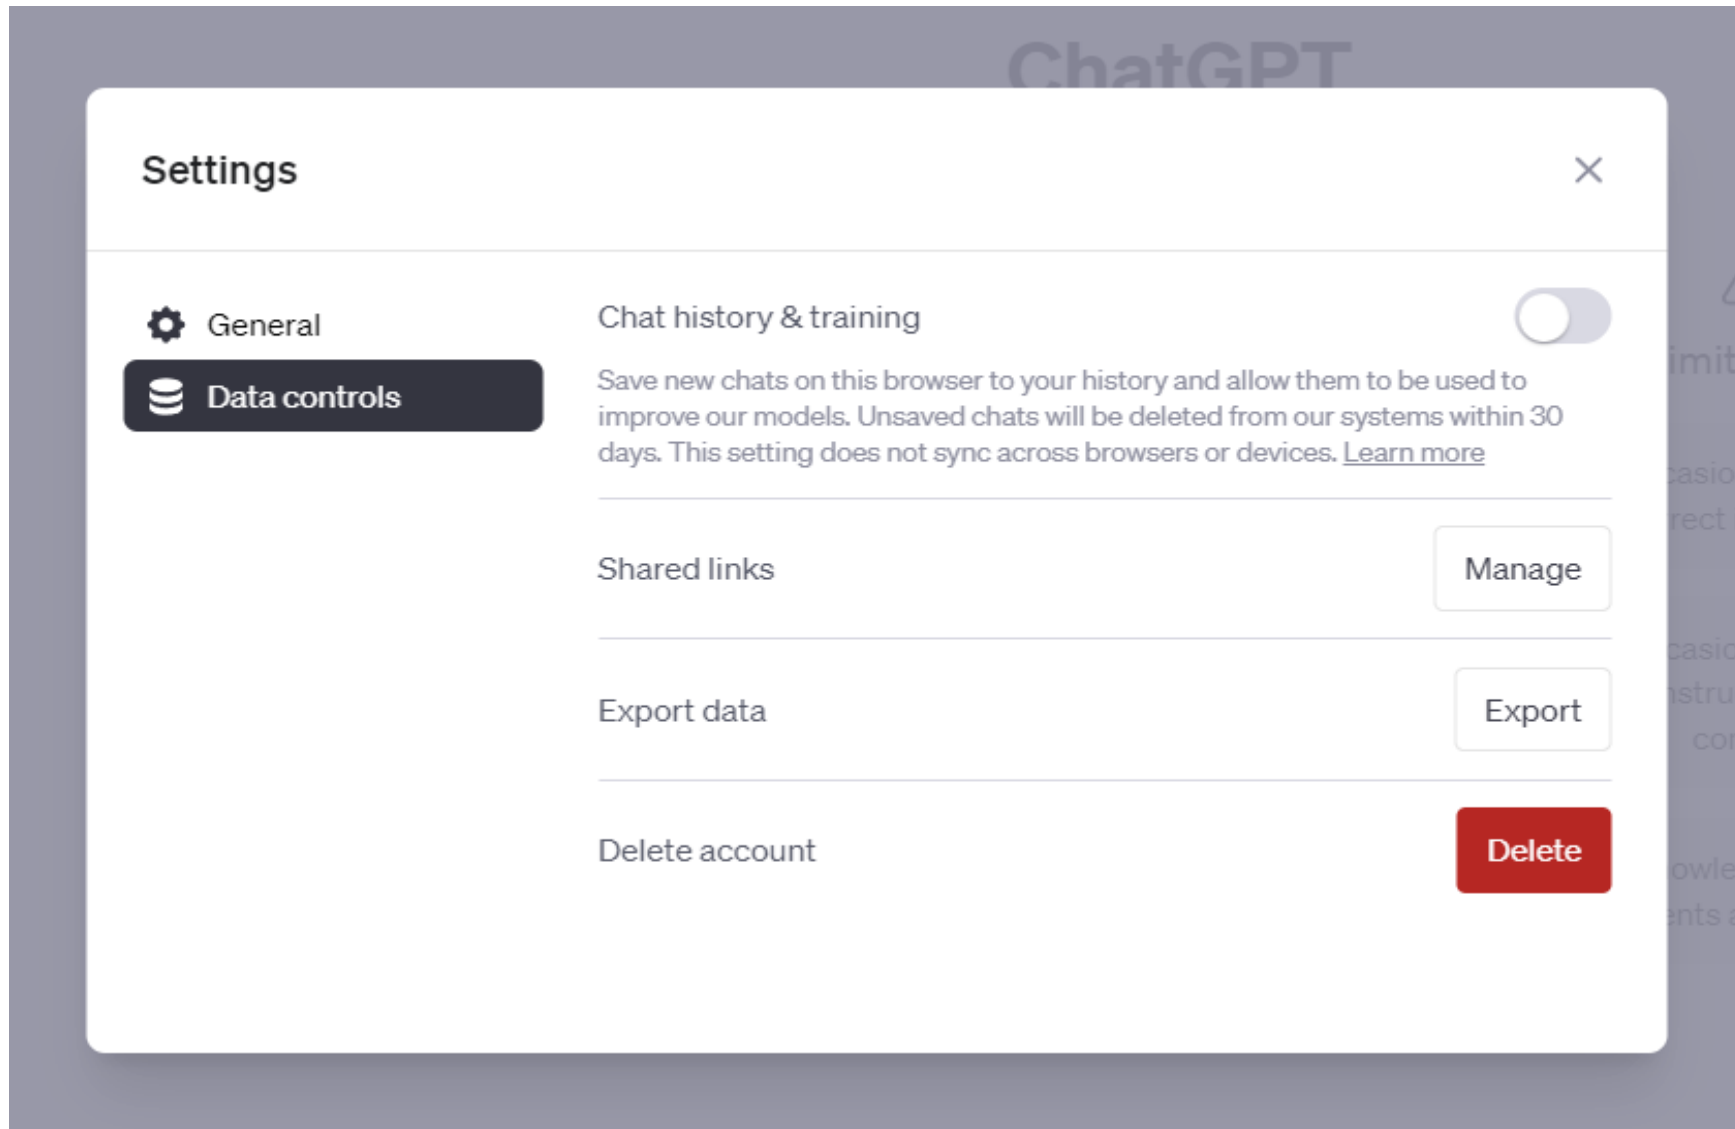 ChatGPT
Settings
General
Data controls
Chat history & training
Save new chats on this browser to your history and allow them to be used to
improve our models. Unsaved chats will be deleted from our systems within 30
days. This setting does not sync across browsers or devices. Learn more
Shared links
Manage
Export data
Export
Delete account
Delete